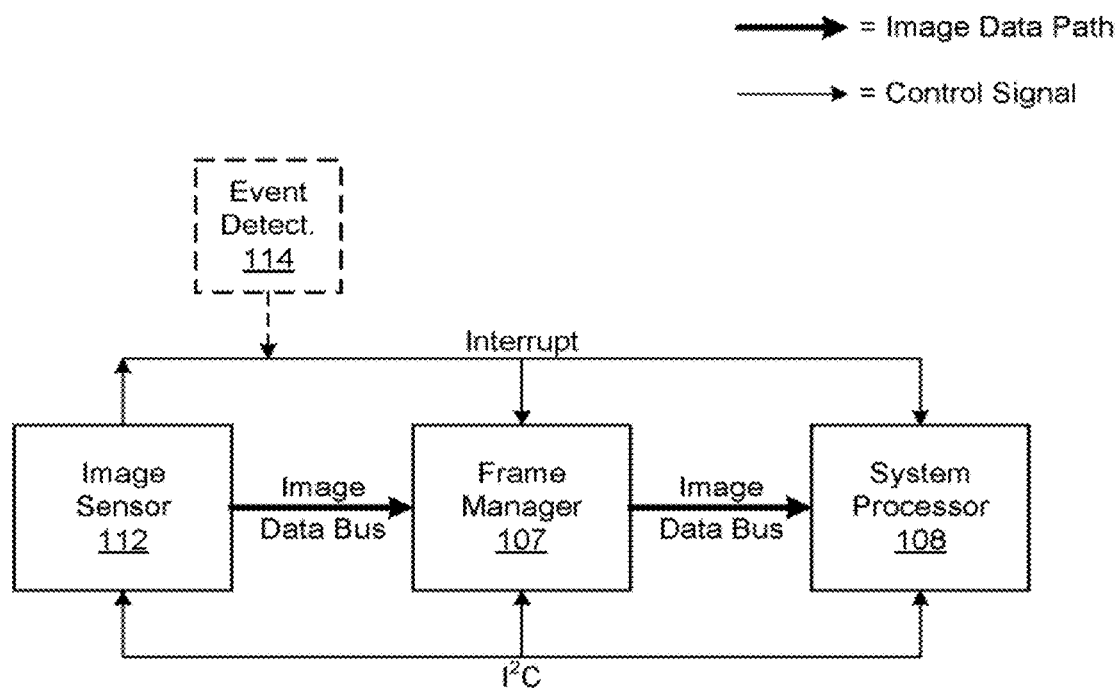 = Image Data Path
= Control Signal
Event
Detect.
114
Interrupt
Image
Sensor
112
Image
Data Bus
Frame
Manager
107
Image
Data Bus
System
Processor
108
I²C